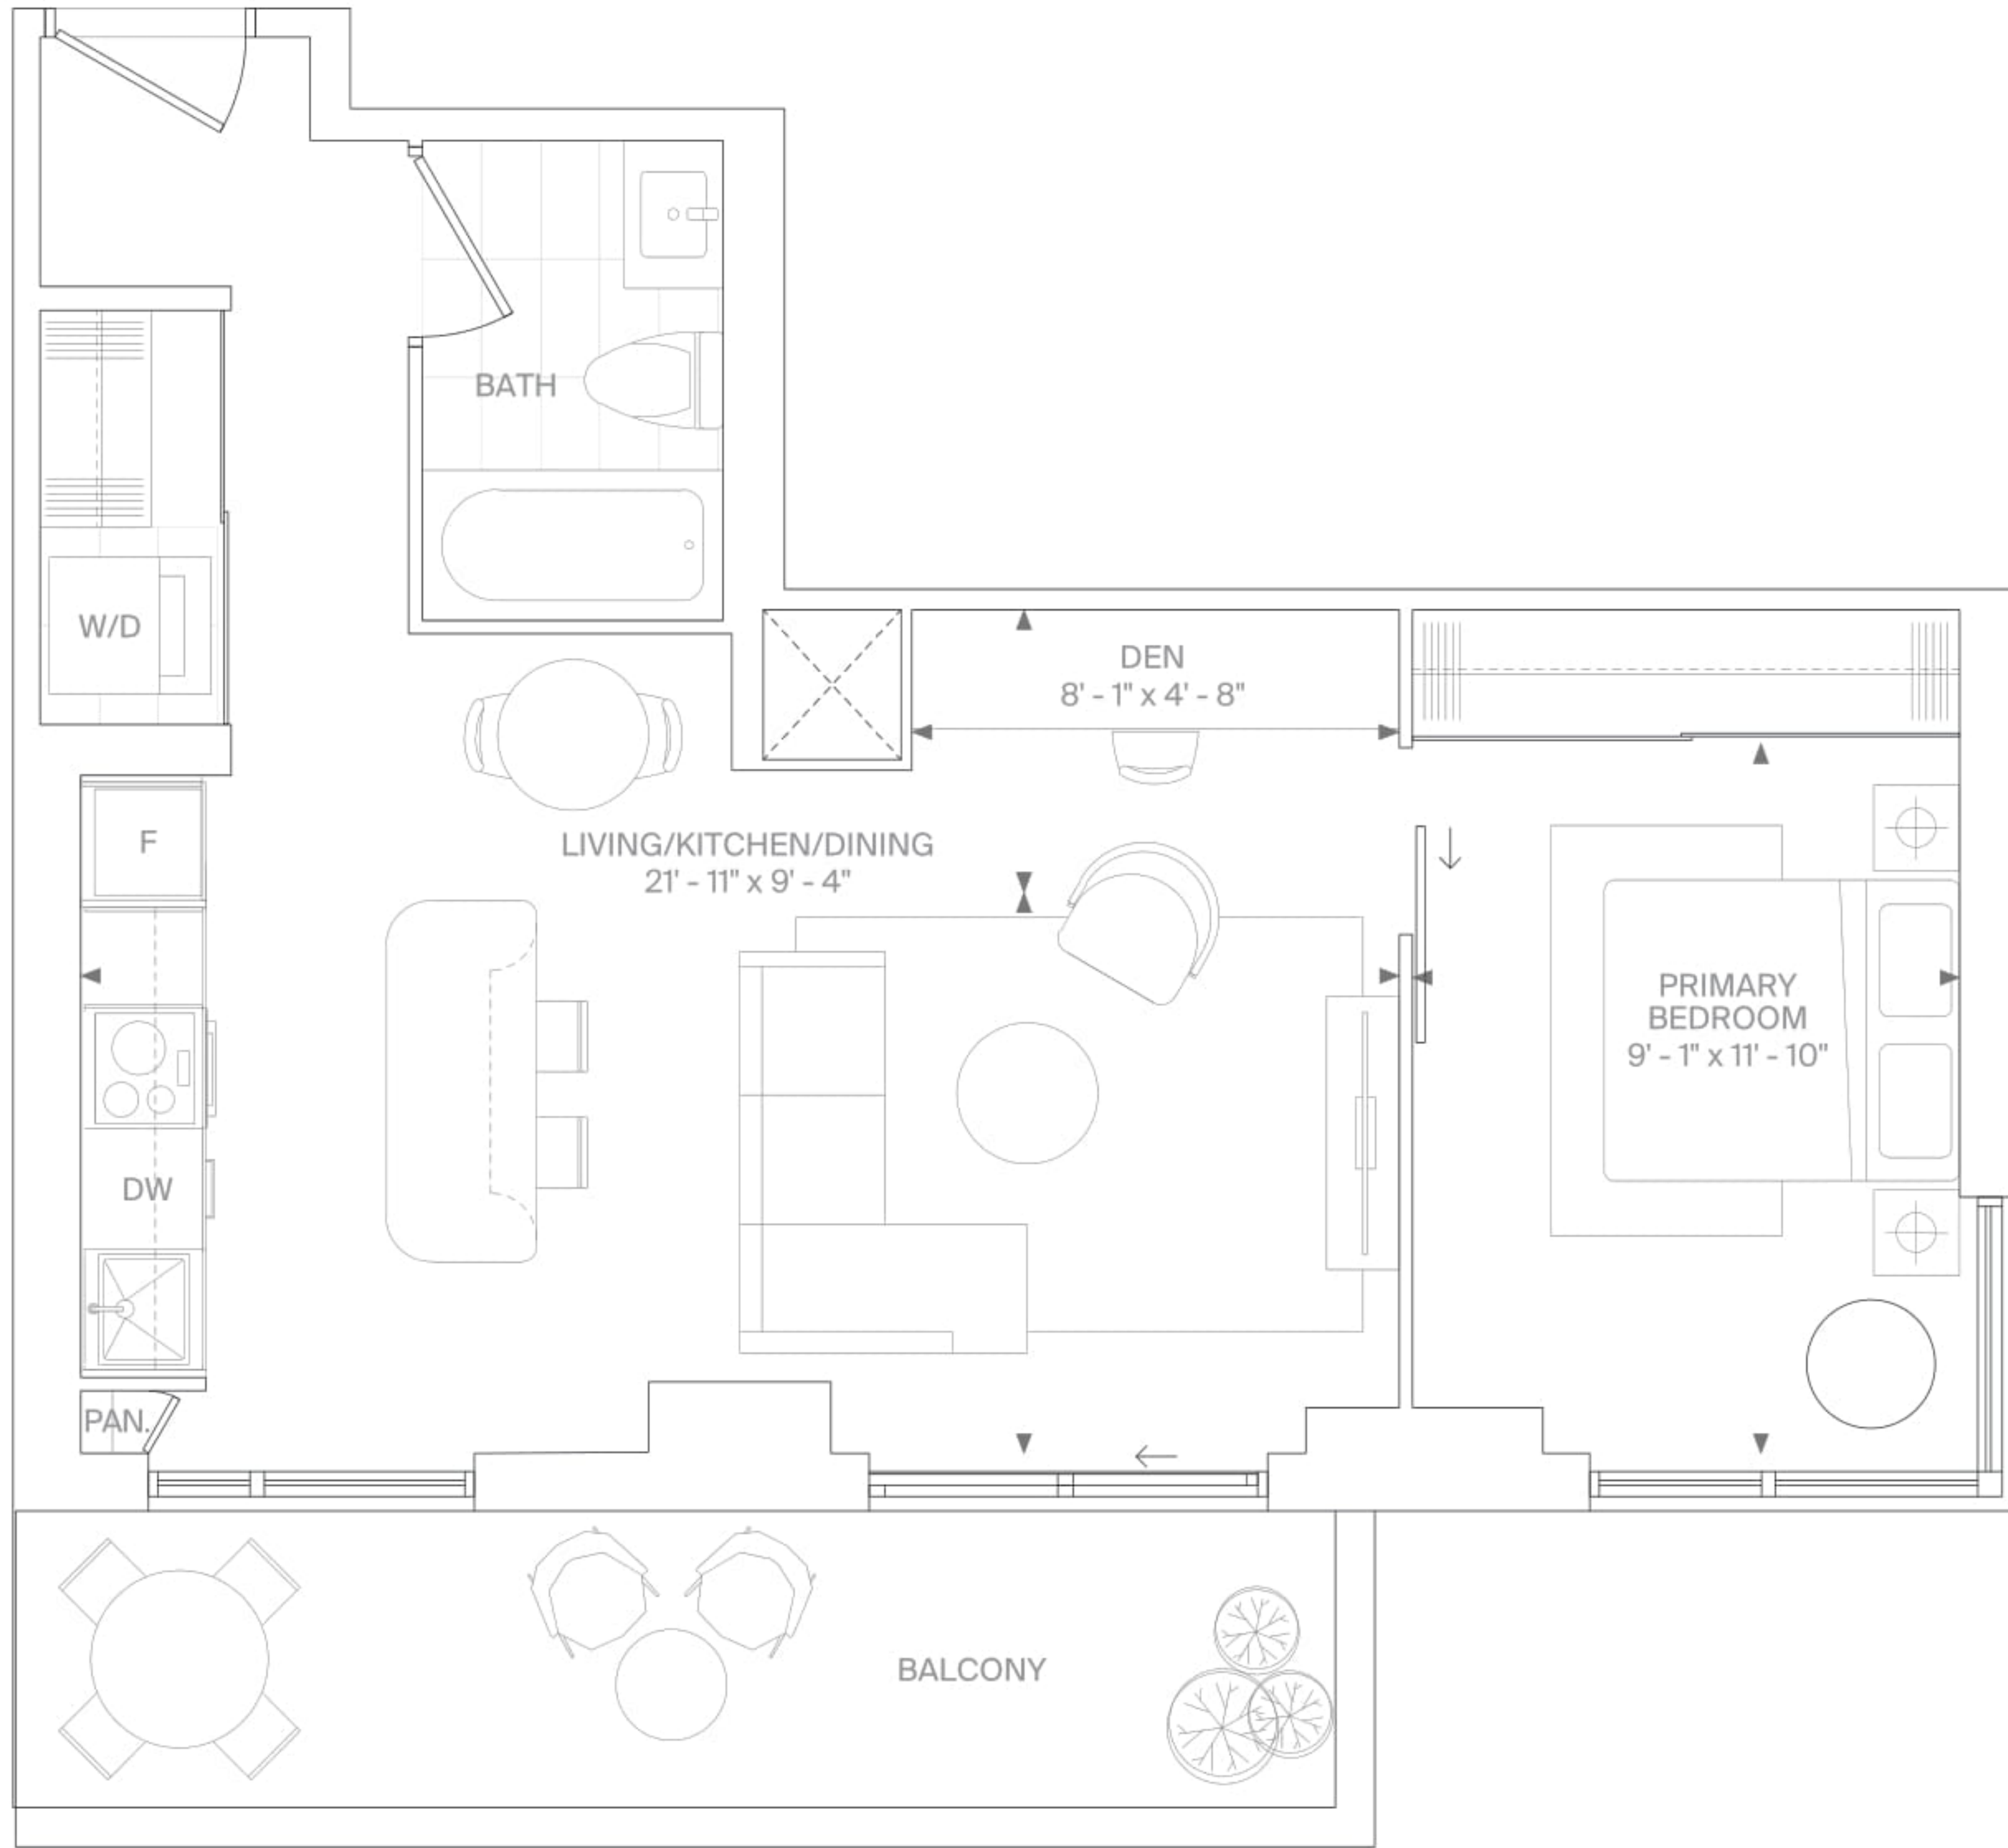 BATH
W/D
DEN
8' - 1" x 4' - 8"
F
LIVING/KITCHEN/DINING
21' - 11" x 9' - 4"
PRIMARY
BEDROOM
9' - 1" x 11' - 10"
DW
PAN.
BALCONY